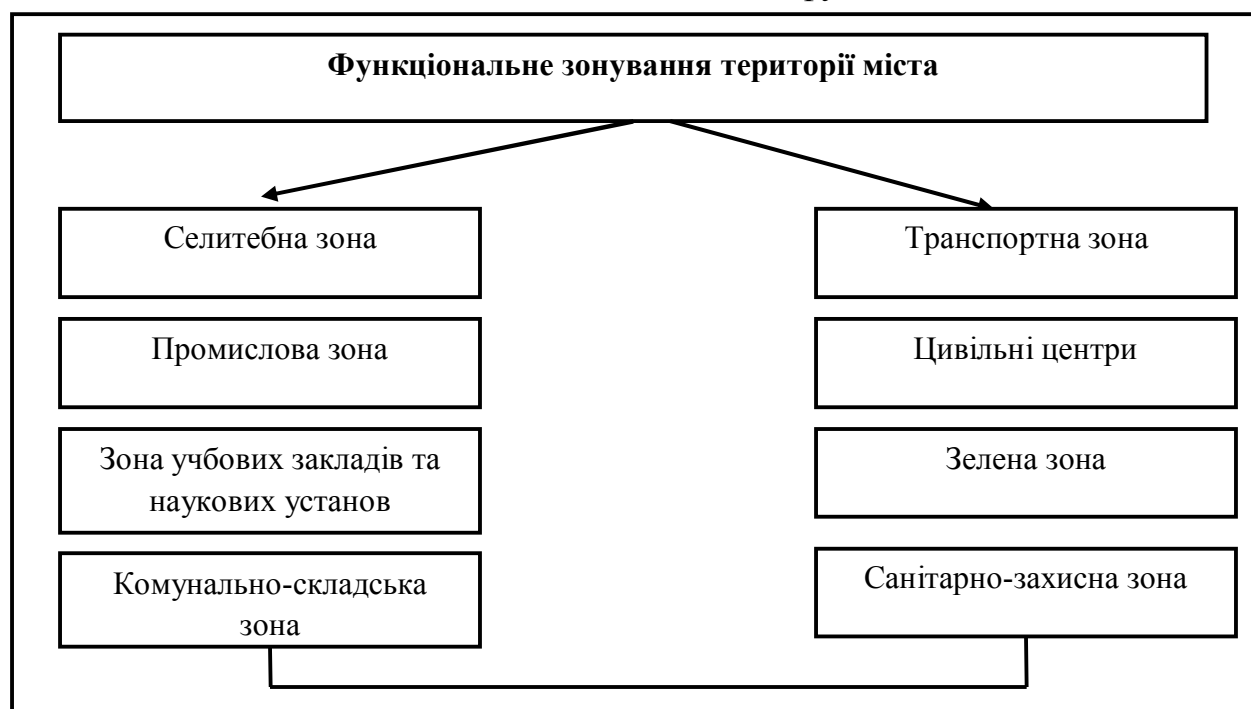 Функціональне зонування території міста
Селитебна зона
Транспортна зона
Промислова зона
Цивільні центри
Зона учбових закладів та
наукових установ
Зелена зона
Комунально-складська
зона
Санітарно-захисна зона